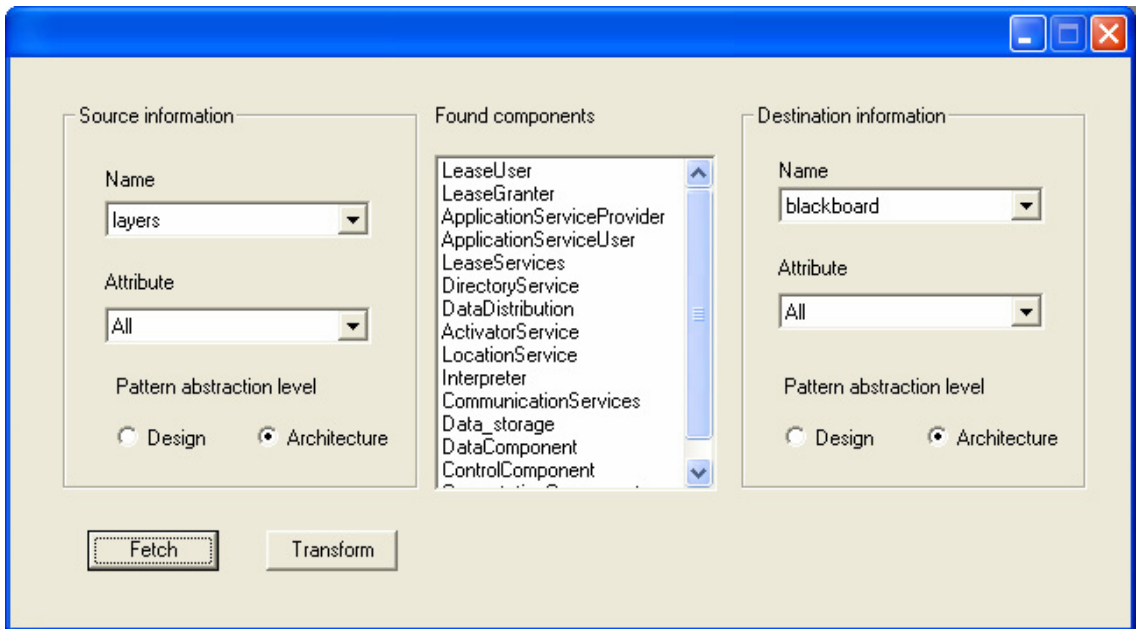 Source information
Name
layers
Attribute
All
Pattern abstraction level
Design
Architecture
Found components
LeaseUser
LeaseGranter
ApplicationServiceProvider
ApplicationServiceUser
LeaseServices
DirectoryService
DataDistribution
ActivatorService
LocationService
Interpreter
CommunicationServices
Data_storage
DataComponent
ControlComponent
Destination information
Name
blackboard
Attribute
All
Pattern abstraction level
Design
Architecture
Fetch
Transform